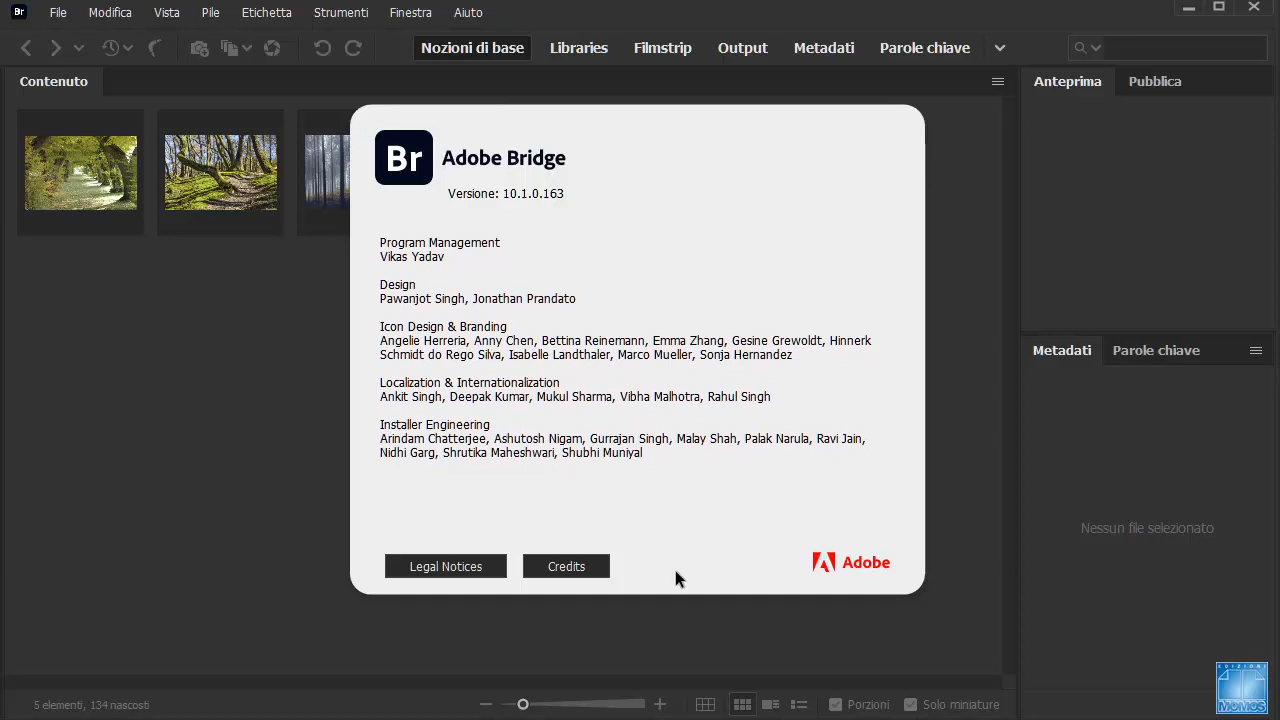 Br
File
Modifica
Vista
Pile
Etichetta
Strumenti
Finestra
Aiuto
Nozioni di base
Libraries
Filmstrip
Output
Metadati
Parole chiave
Contenuto
Anteprima
Pubblica
Br
Adobe Bridge
Versione: 10.1.0.163
Program Management
Vikas Yadav
Design
Pawanjot Singh, Jonathan Prandato
Icon Design & Branding
Angelie Herreria, Anny Chen, Bettina Reinemann, Emma Zhang, Gesine Grewoldt, Hinnerk
Schmidt do Rego Silva, Isabelle Landthaler, Marco Mueller, Sonja Hernandez
Localization & Internationalization
Ankit Singh, Deepak Kumar, Mukul Sharma, Vibha Malhotra, Rahul Singh
Installer Engineering
Arindam Chatterjee, Ashutosh Nigam, Gurrajan Singh, Malay Shah, Palak Narula, Ravi Jain,
Nidhi Garg, Shrutika Maheshwari, Shubhi Muniyal
Legal Notices
Credits
Adobe
Metadati
Parole chiave
Nessun file selezionato
5 elementi, 134 nascosti
Porzioni
Solo miniature
EDIZIONI
MOMOS